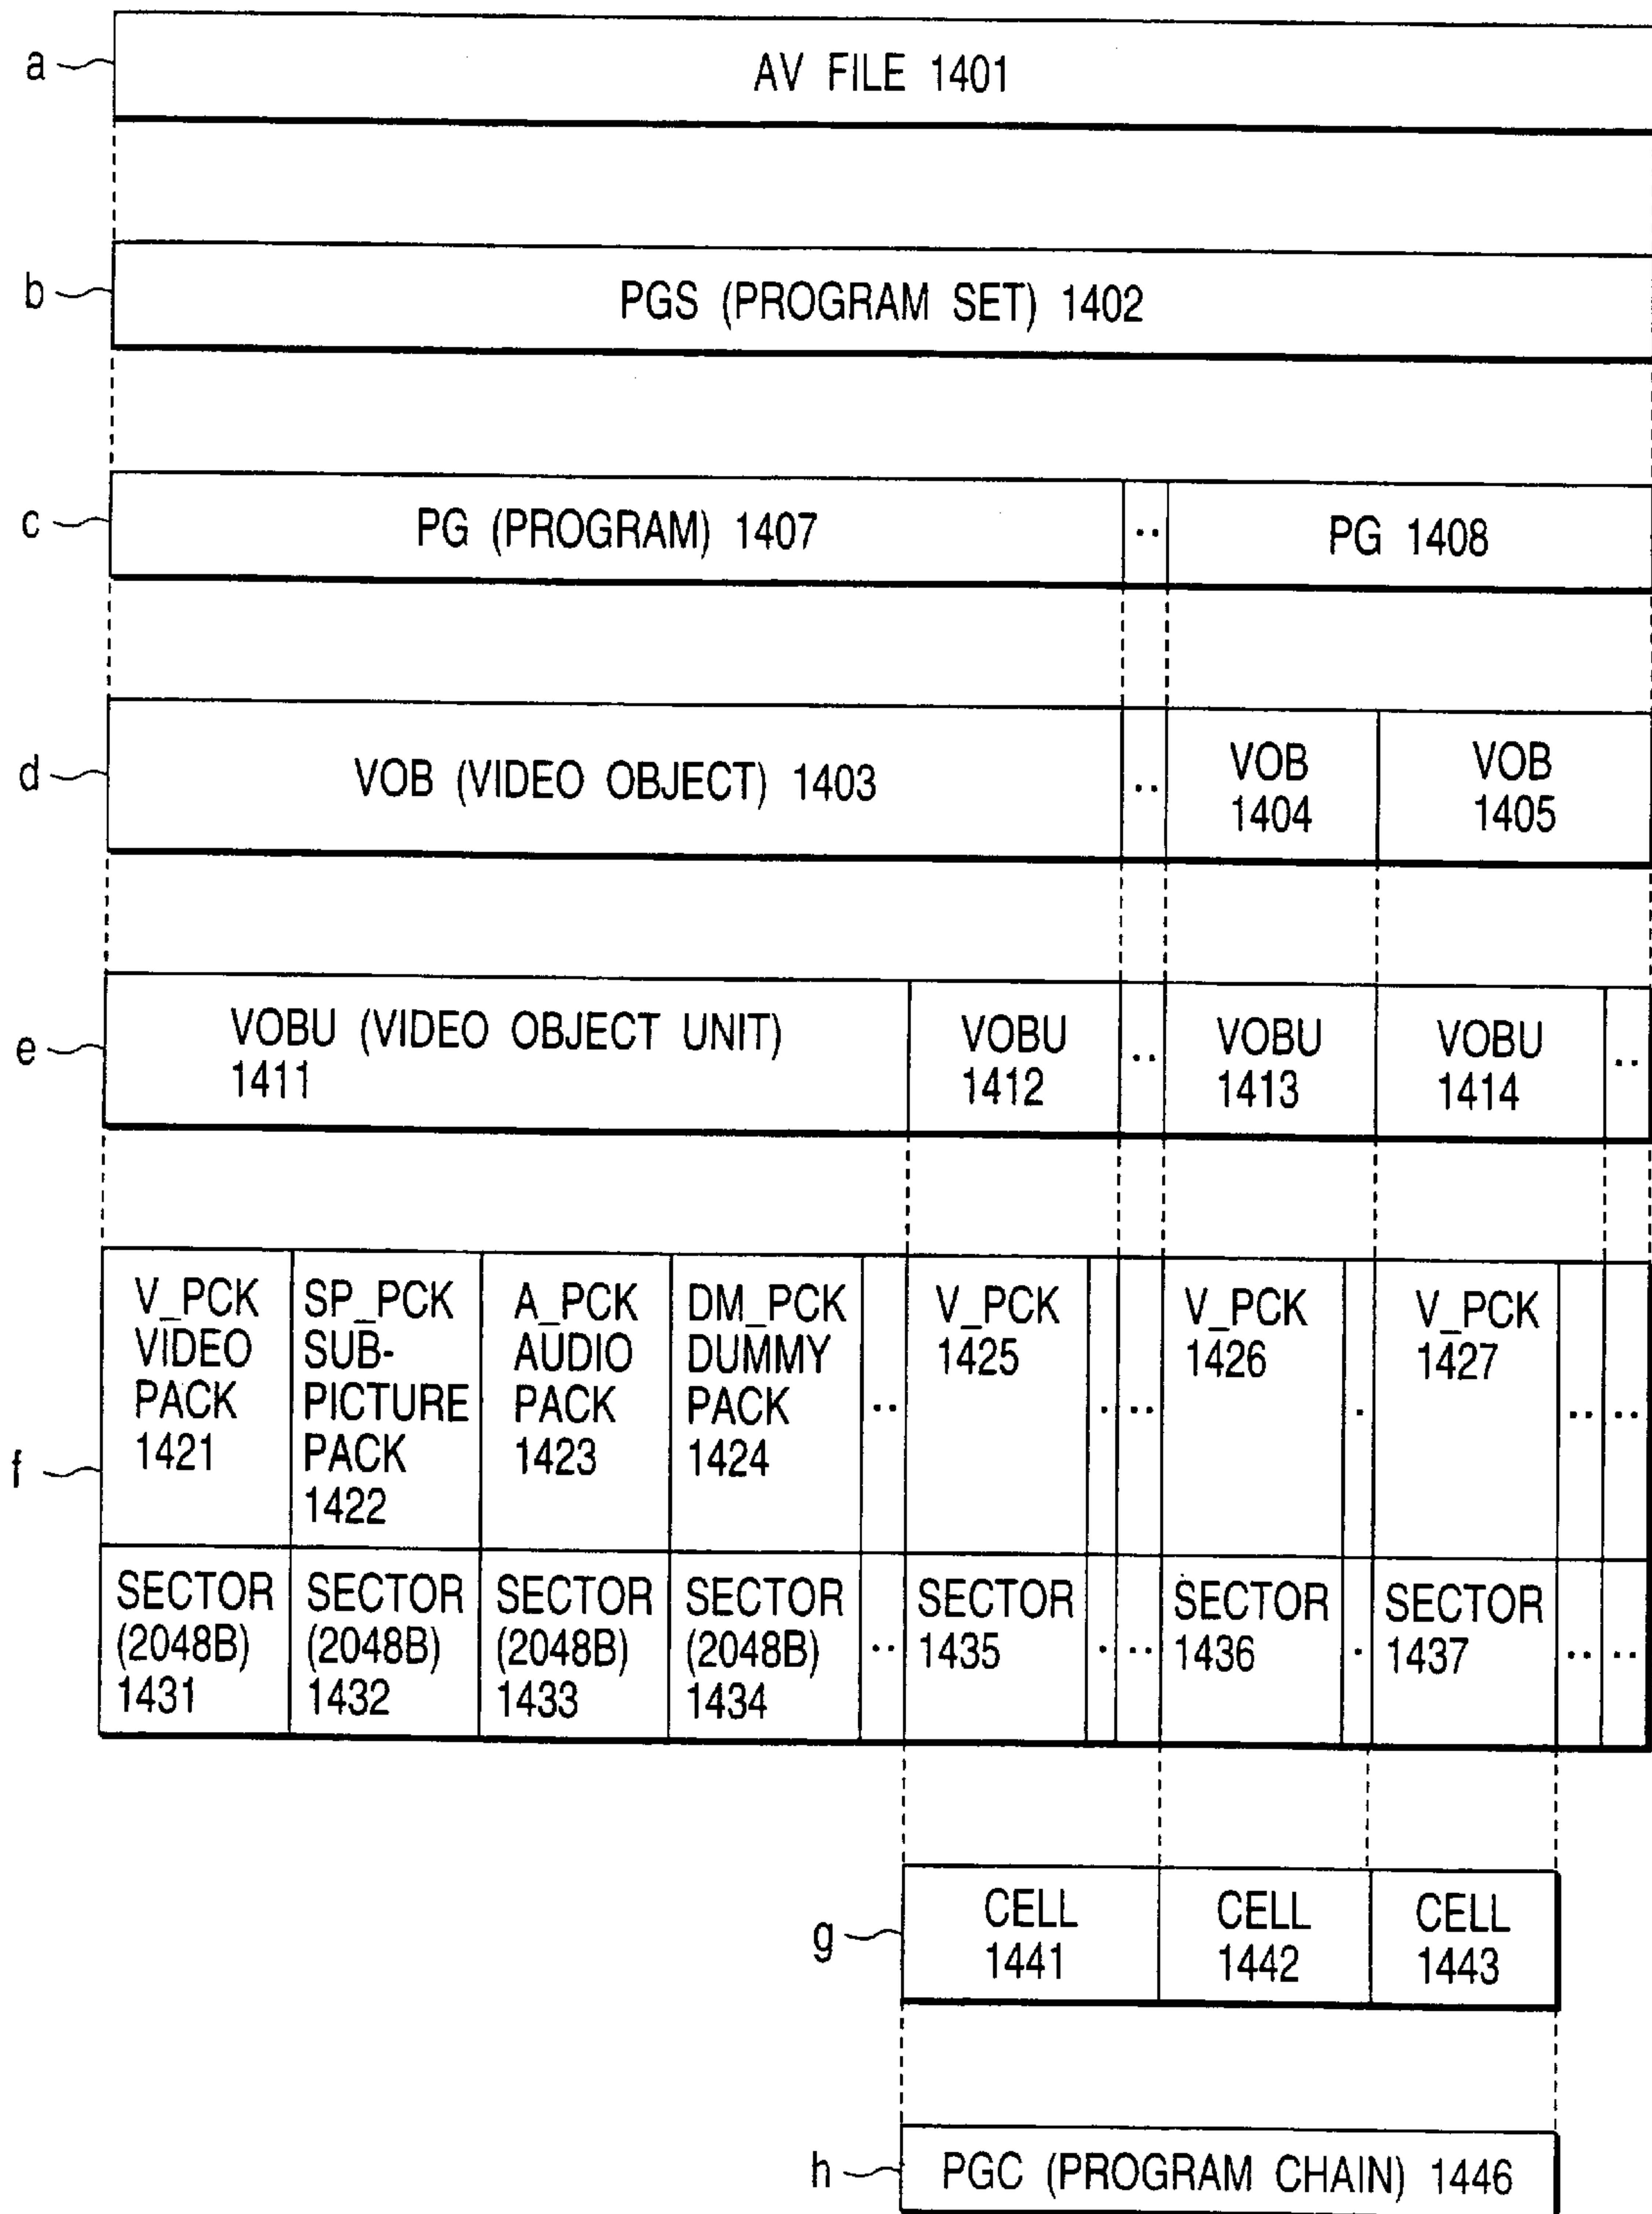 a
AV FILE 1401
b
PGS (PROGRAM SET) 1402
c
PG (PROGRAM) 1407
..
PG 1408
d
VOB (VIDEO OBJECT) 1403
..
VOB
1404
VOB
1405
e
VOBU (VIDEO OBJECT UNIT)
1411
VOBU
1412
..
VOBU
1413
VOBU
1414
..
f
V_PCK
VIDEO
PACK
1421
SP_PCK
SUB-
PICTURE
PACK
1422
A_PCK
AUDIO
PACK
1423
DM_PCK
DUMMY
PACK
1424
..
V_PCK
1425
.
..
V_PCK
1426
.
V_PCK
1427
..
..
SECTOR
(2048B)
1431
SECTOR
(2048B)
1432
SECTOR
(2048B)
1433
SECTOR
(2048B)
1434
..
SECTOR
1435
.
..
SECTOR
1436
.
SECTOR
1437
..
..
g
CELL
1441
CELL
1442
CELL
1443
h
PGC (PROGRAM CHAIN) 1446